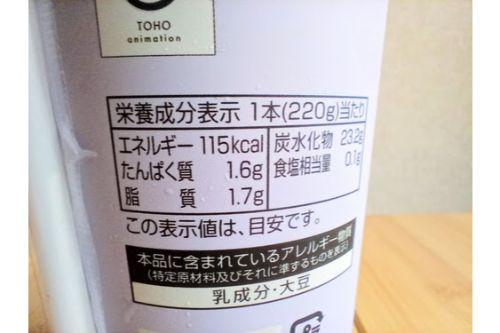 TOHO
animation
栄養成分表示 1本(220g)当たり
エネルギー 115kcal 炭水化物 23.2g
たんぱく質 1.6g 食塩相当量 0.1g
脂 質 1.7g
この表示値は、目安です。
本品に含まれているアレルギー物質
(特定原材料及びそれに準ずるものを表示)
乳成分・大豆